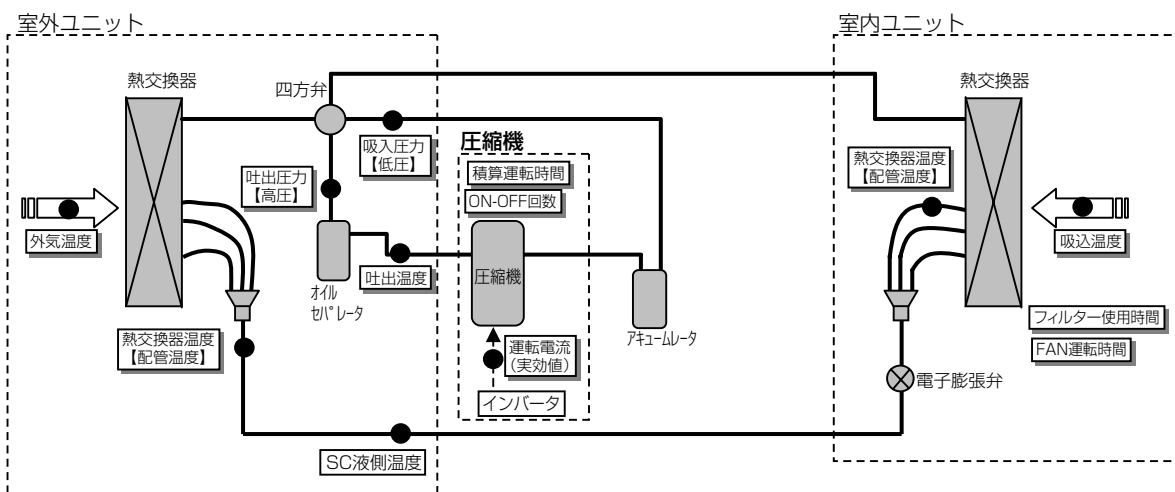 室外ユニット
室内ユニット
熱交換器
四方弁
吸入圧力
【低圧】
吐出圧力
【高圧】
圧縮機
積算運転時間
ON-OFF回数
熱交換器
熱交換器温度
【配管温度】
外気温度
吸込温度
吐出温度
圧縮機
オイル
セパレータ
アキュームレータ
熱交換器温度
【配管温度】
運転電流
(実効値)
インバータ
フィルター使用時間
FAN運転時間
電子膨張弁
SC液側温度